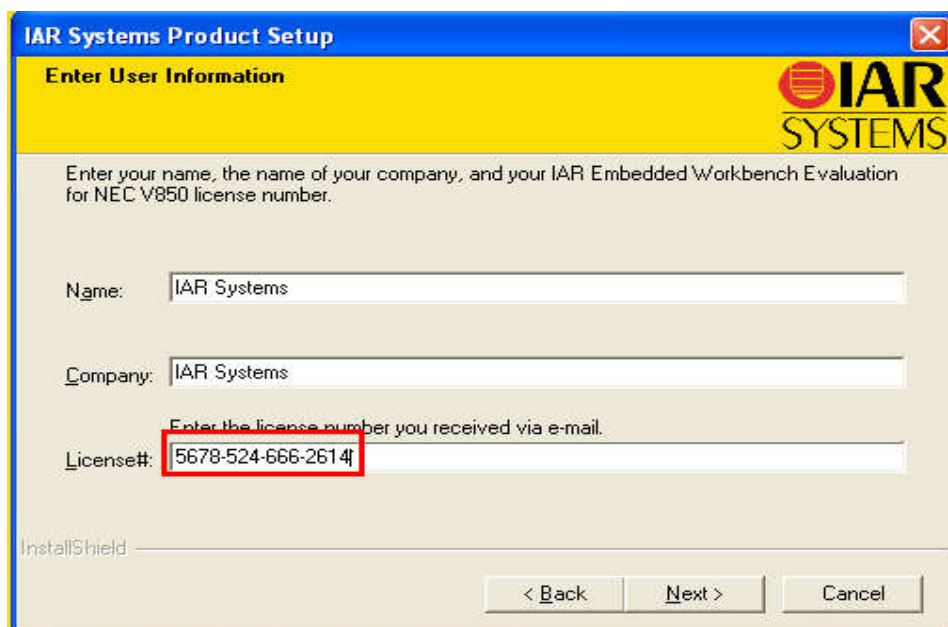 IAR Systems Product Setup
Enter User Information
IAR
SYSTEMS
Enter your name, the name of your company, and your IAR Embedded Workbench Evaluation
for NEC V850 license number.
Name: IAR Systems
Company: IAR Systems
Enter the license number you received via e-mail.
License#: 5678-524-666-2614
InstallShield
< Back Next > Cancel